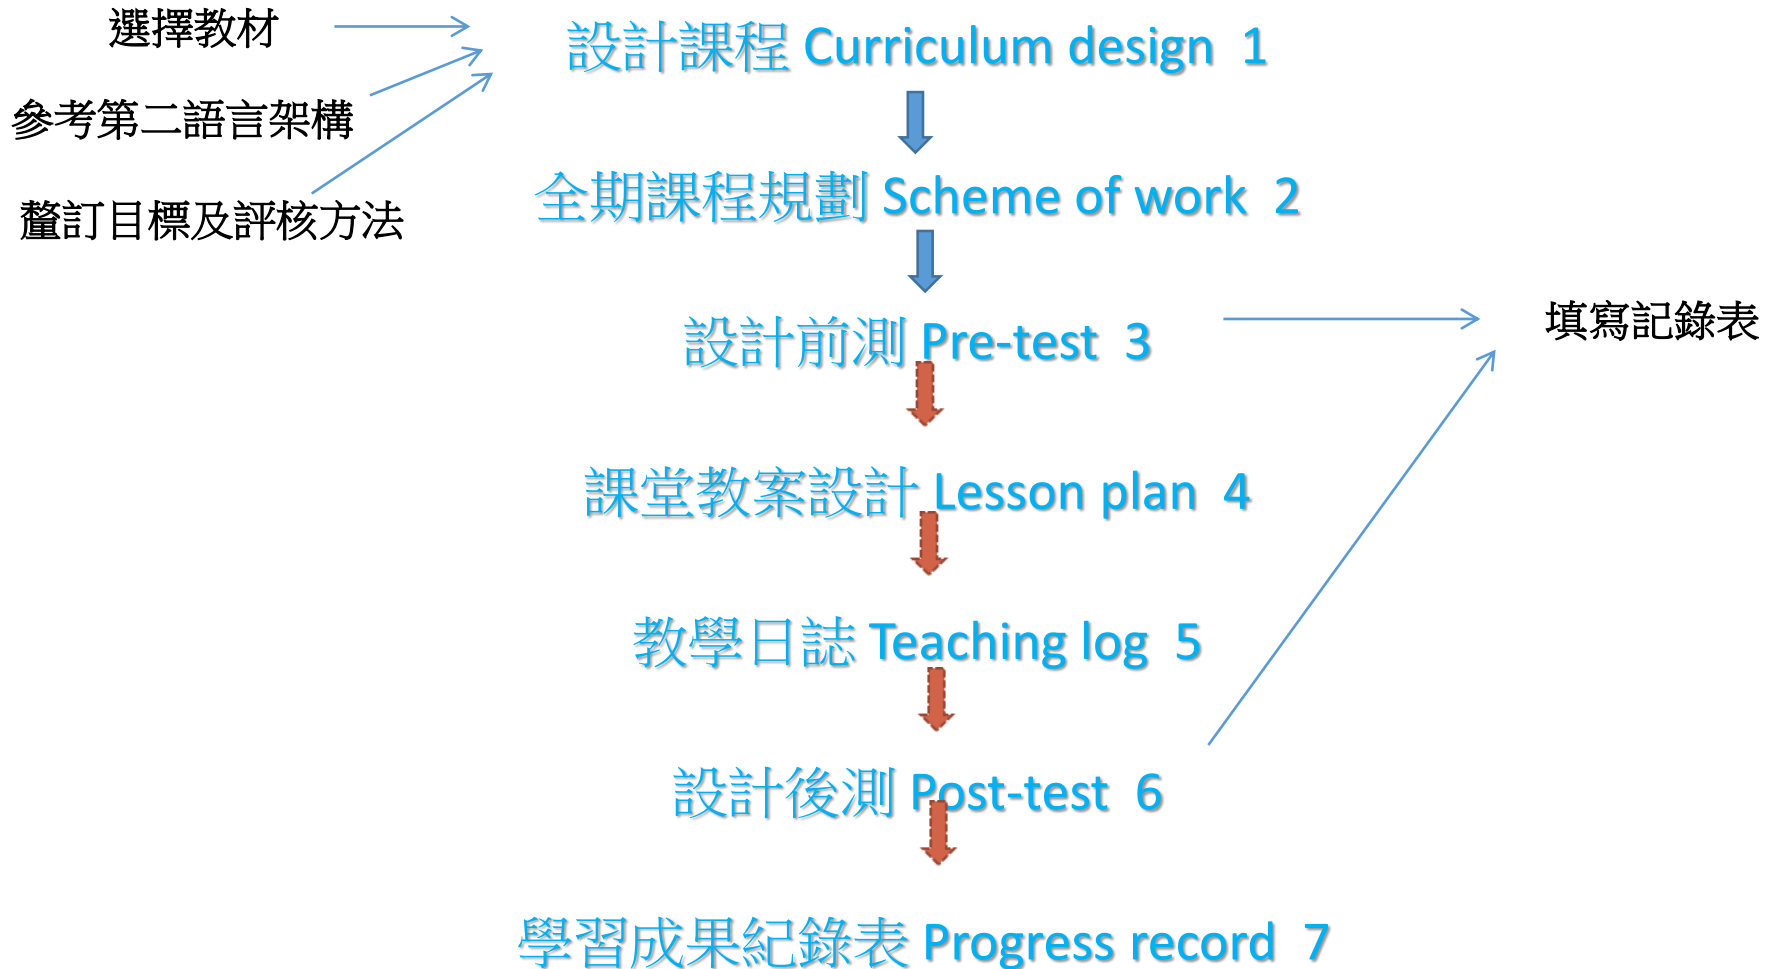 選擇教材
參考第二語言架構
釐訂目標及評核方法
設計課程 Curriculum design 1
全期課程規劃 Scheme of work 2
設計前測 Pre-test 3
填寫記錄表
課堂教案設計 Lesson plan 4
教學日誌 Teaching log 5
設計後測 Post-test 6
學習成果紀錄表 Progress record 7